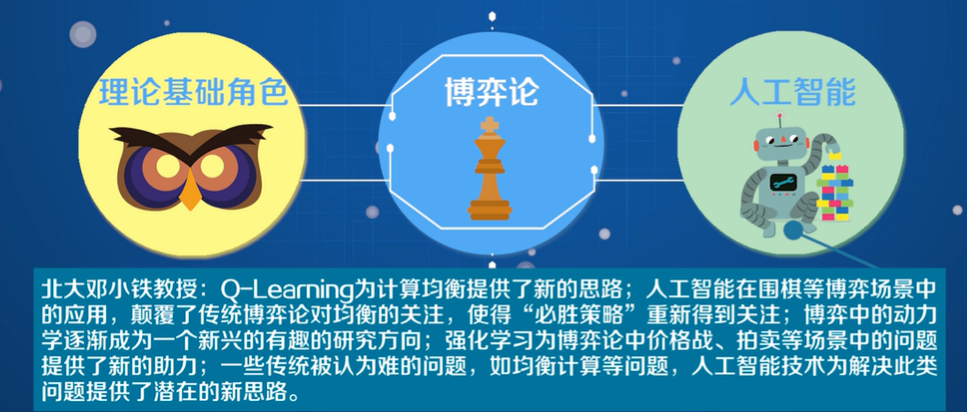 理论基础角色
博弈论
人工智能
北大邓小铁教授：Q-Learning为计算均衡提供了新的思路；人工智能在围棋等博弈场景中
的应用，颠覆了传统博弈论对均衡的关注，使得“必胜策略”重新得到关注；博弈中的动力
学逐渐成为一个新兴的有趣的研究方向；强化学习为博弈论中价格战、拍卖等场景中的问题
提供了新的助力；一些传统被认为难的问题，如均衡计算等问题，人工智能技术为解决此类
问题提供了潜在的新思路。